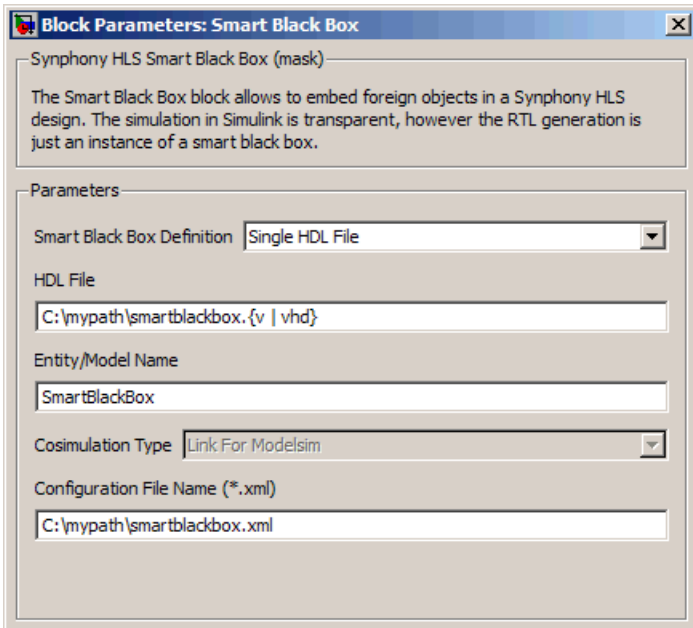 Block Parameters: Smart Black Box
Synphony HLS Smart Black Box (mask)
The Smart Black Box block allows to embed foreign objects in a Synphony HLS
design. The simulation in Simulink is transparent, however the RTL generation is
just an instance of a smart black box.
Parameters
Smart Black Box Definition Single HDL File
HDL File
C:\mypath\smartblackbox.{v | vhd}
Entity/Model Name
SmartBlackBox
Cosimulation Type Link For Modelsim
Configuration File Name (*.xml)
C:\mypath\smartblackbox.xml